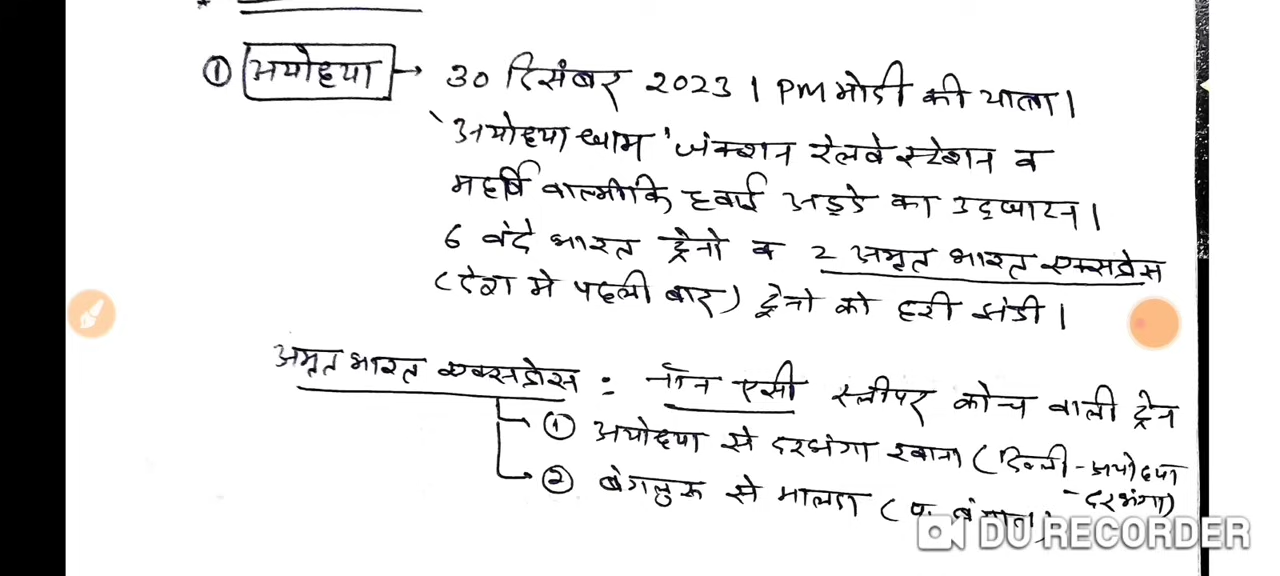 ① अयोध्या → 30 दिसंबर 2023 । PM मोदी की यात्रा ।
'अयोध्या धाम' जंक्शन रेलवे स्टेशन व
महर्षि वाल्मीकि हवाई अड्डे का उद्घाटन ।
6 वंदे भारत ट्रेनो व 2 अमृत भारत एक्सप्रेस
(देश मे पहली बार) ट्रेनो को हरी झंडी ।
अमृत भारत एक्सप्रेस : नॉन एसी स्लीपर कोच वाली ट्रेन
① अयोध्या से दरभंगा रवाना (दिल्ली - अयोध्या
- दरभंगा)
② बेंगलुरू से मालदा (प. बंगाल)
DU RECORDER